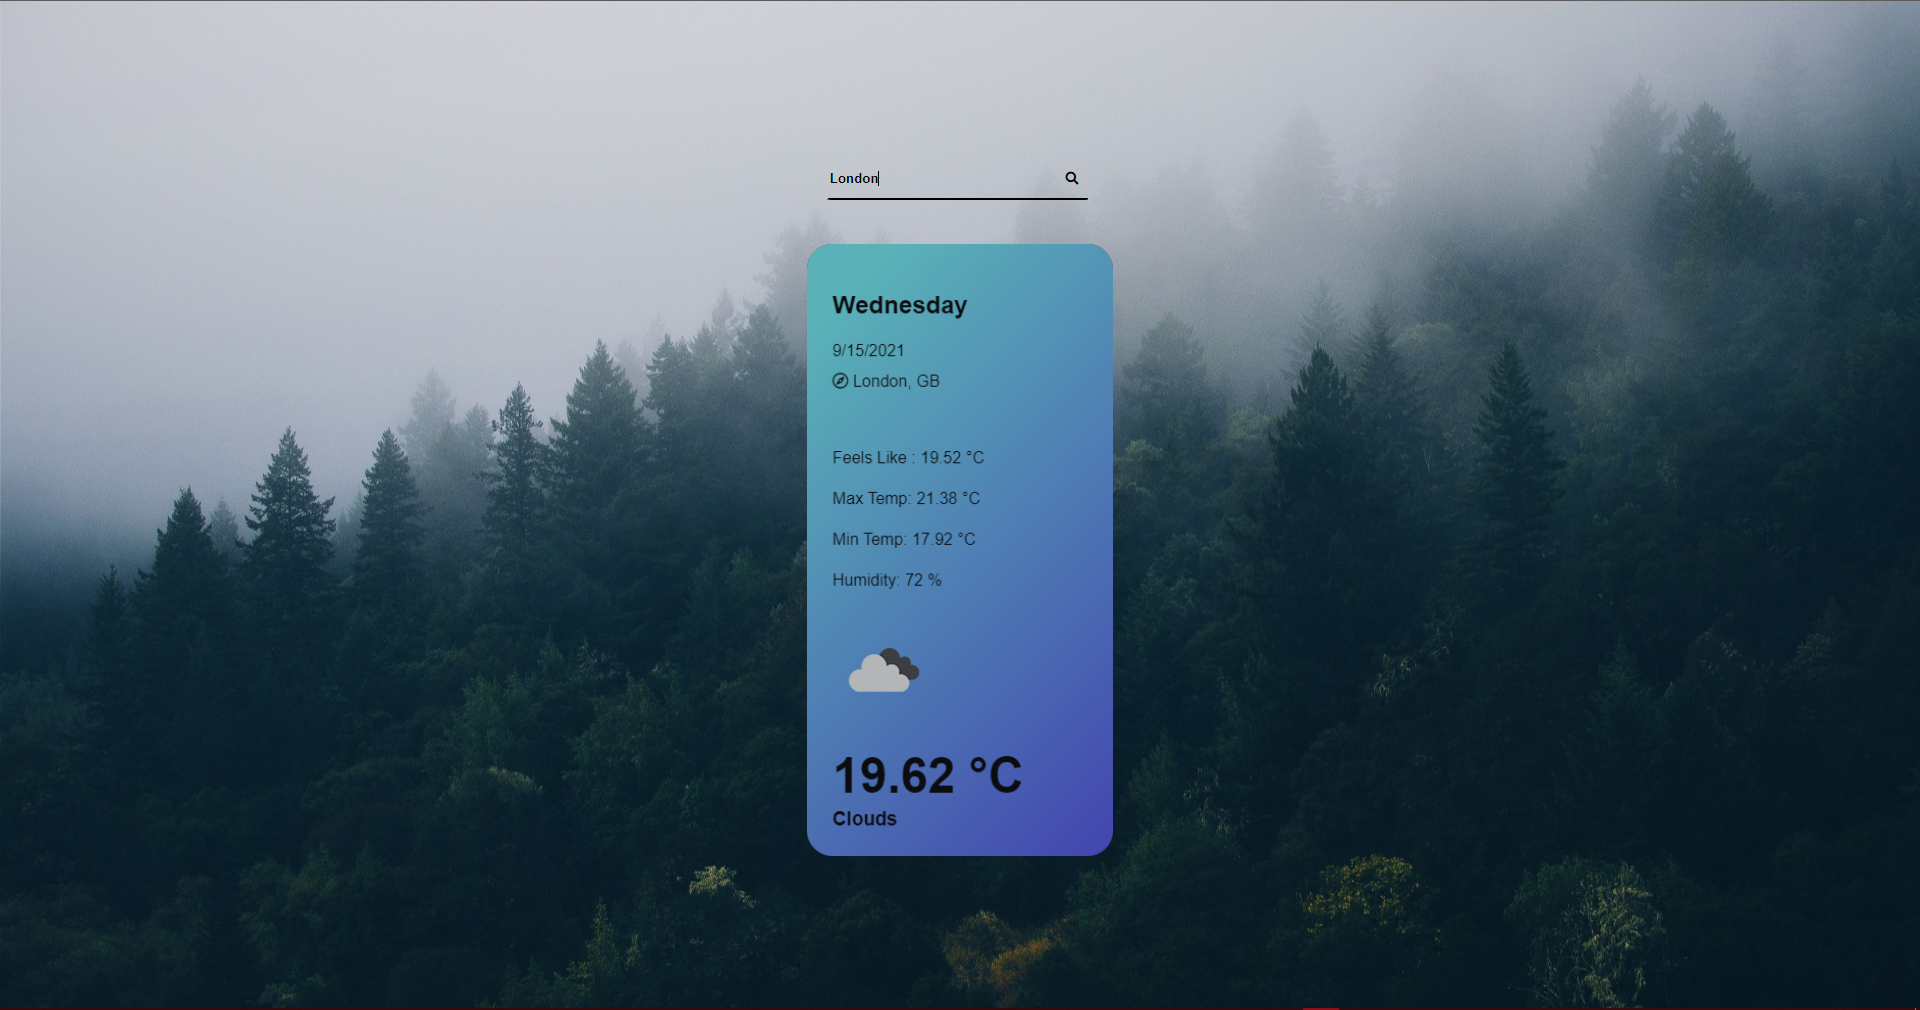 London
Wednesday
9/15/2021
London, GB
Feels Like : 19.52 °C
Max Temp: 21.38 °C
Min Temp: 17.92 °C
Humidity: 72 %
19.62 °C
Clouds